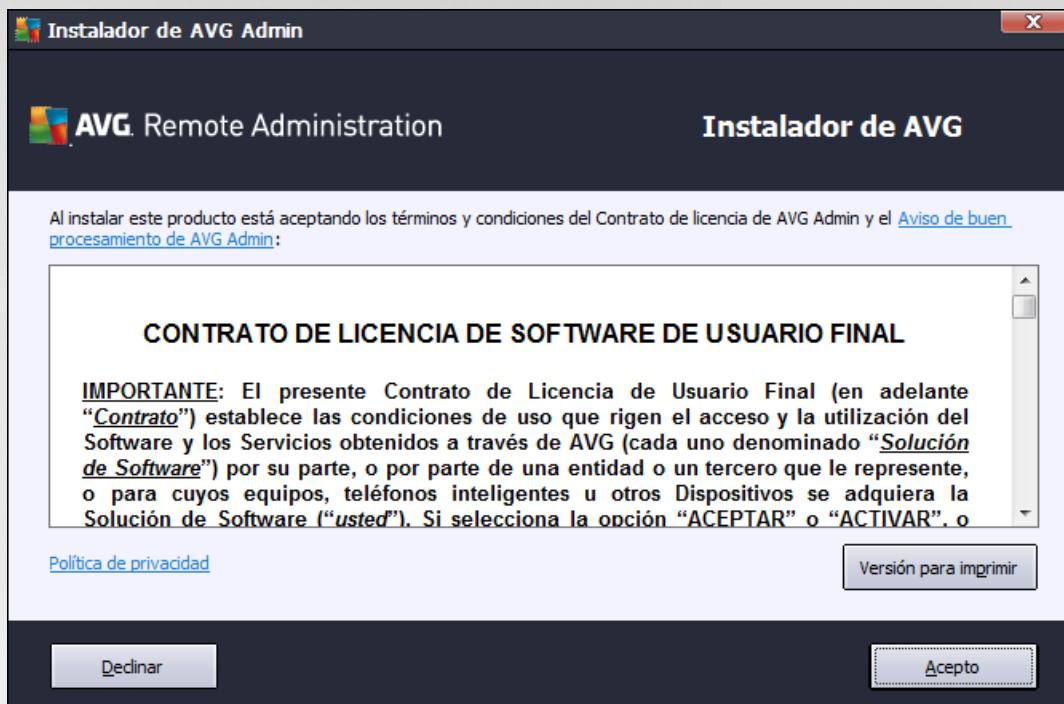 Instalador de AVG Admin
AVG. Remote Administration
Instalador de AVG
Al instalar este producto está aceptando los términos y condiciones del Contrato de licencia de AVG Admin y el Aviso de buen
procesamiento de AVG Admin:
CONTRATO DE LICENCIA DE SOFTWARE DE USUARIO FINAL
IMPORTANTE: El presente Contrato de Licencia de Usuario Final (en adelante
“Contrato”) establece las condiciones de uso que rigen el acceso y la utilización del
Software y los Servicios obtenidos a través de AVG (cada uno denominado “Solución
de Software”) por su parte, o por parte de una entidad o un tercero que le represente,
o para cuyos equipos, teléfonos inteligentes u otros Dispositivos se adquiera la
Solución de Software (“usted”). Si selecciona la opción “ACEPTAR” o “ACTIVAR”, o
Política de privacidad
Versión para imprimir
Declinar
Acepto